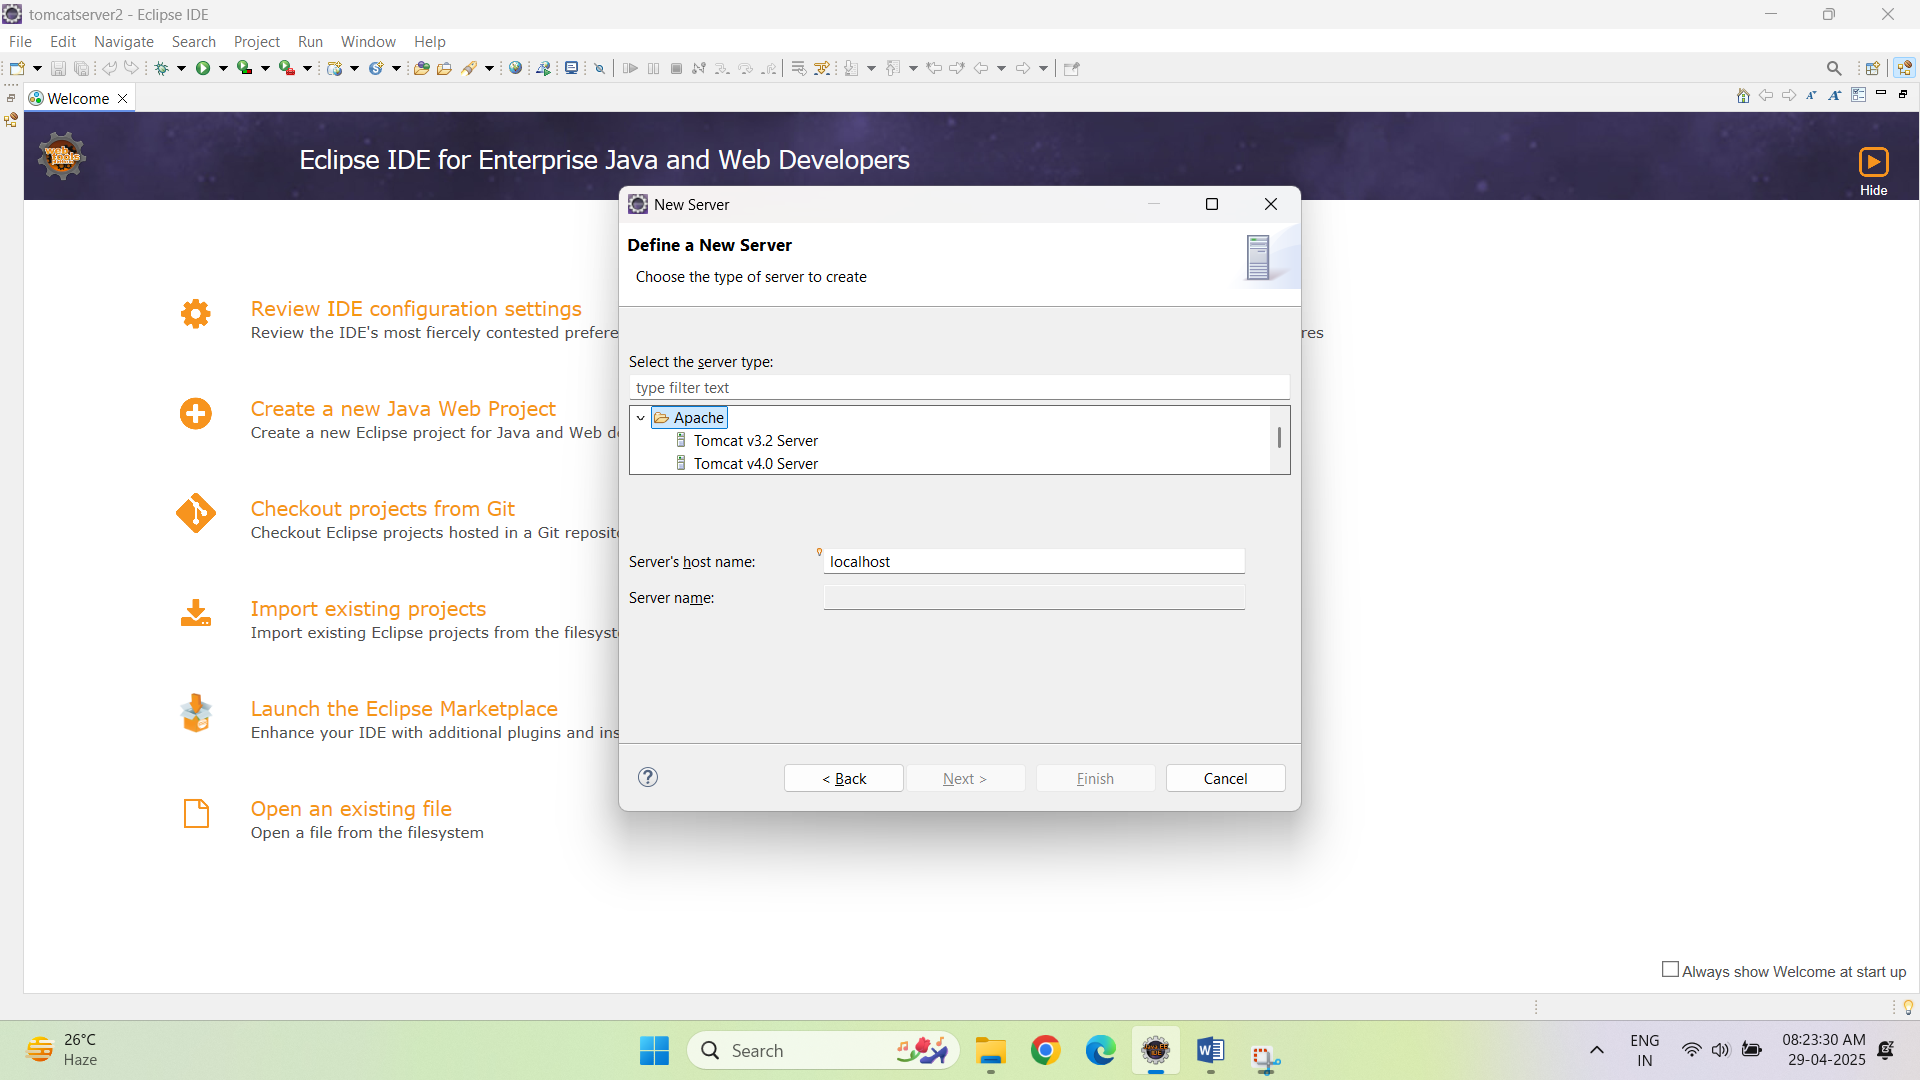 tomcatserver2 - Eclipse IDE
File Edit Navigate Search Project Run Window Help
Welcome
Eclipse IDE for Enterprise Java and Web Developers
Hide
Review IDE configuration settings
Review the IDE's most fiercely contested prefere
res
Create a new Java Web Project
Create a new Eclipse project for Java and Web de
Checkout projects from Git
Checkout Eclipse projects hosted in a Git reposito
Import existing projects
Import existing Eclipse projects from the filesyste
Launch the Eclipse Marketplace
Enhance your IDE with additional plugins and ins
Open an existing file
Open a file from the filesystem
New Server
Define a New Server
Choose the type of server to create
Select the server type:
type filter text
Apache
Tomcat v3.2 Server
Tomcat v4.0 Server
Server's host name: localhost
Server name:
< Back Next > Finish Cancel
Always show Welcome at start up
26°C
Haze
Search
ENG
IN
08:23:30 AM
29-04-2025